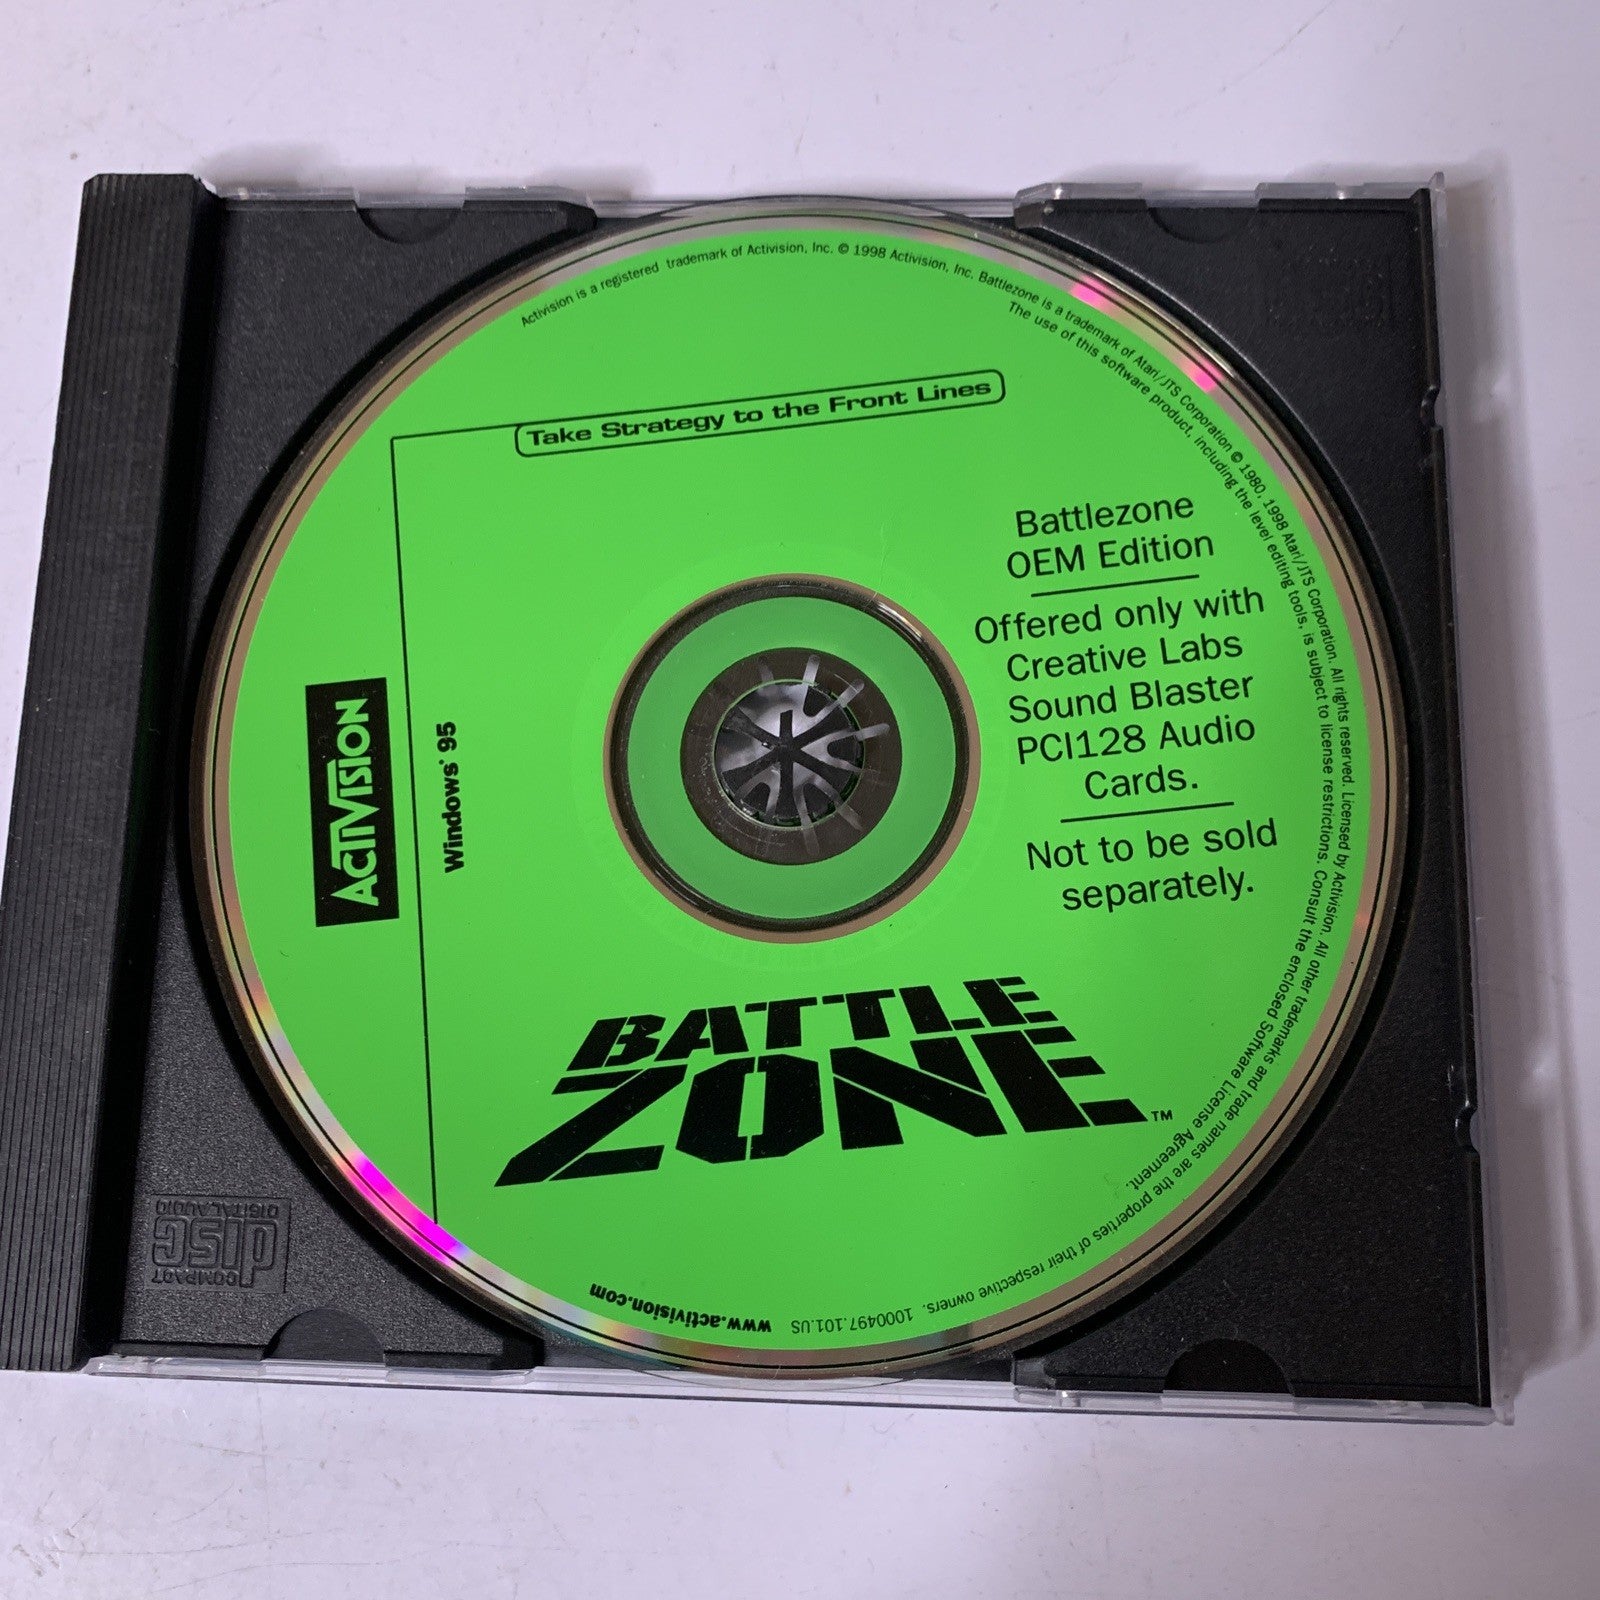 Activision is a registered trademark of Activision, Inc. © 1998 Activision, Inc. Battlezone is a trademark of Atari/JTS Corporation © 1980, 1998 Atari/JTS Corporation. All rights reserved. Licensed by Activision. All other trademarks and trade names are the properties of their respective owners. 1000497.101.US
The use of this software product, including the level editing tools, is subject to license restrictions. Consult the enclosed Software License Agreement.
Take Strategy to the Front Lines
Battlezone
OEM Edition
Offered only with
Creative Labs
Sound Blaster
PCI128 Audio
Cards.
Not to be sold
separately.
ACTIVISION
Windows® 95
BATTLE
ZONE™
www.activision.com
COMPACT
disc
DIGITAL AUDIO